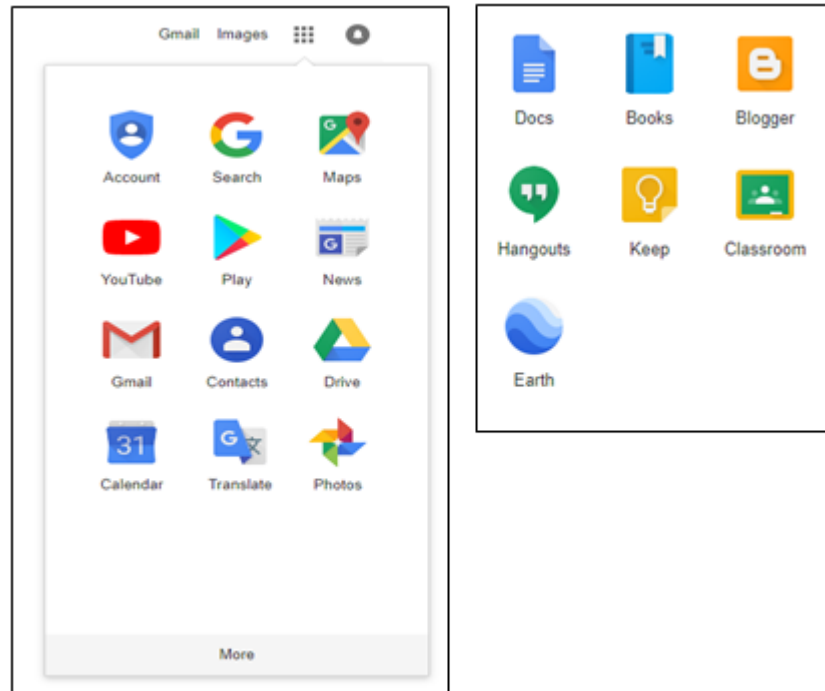 Gmail Images
Account Search Maps
G
YouTube Play News
G
Gmail Contacts Drive
31
G 文
Calendar Translate Photos
More
Docs Books Blogger
Hangouts Keep Classroom
Earth